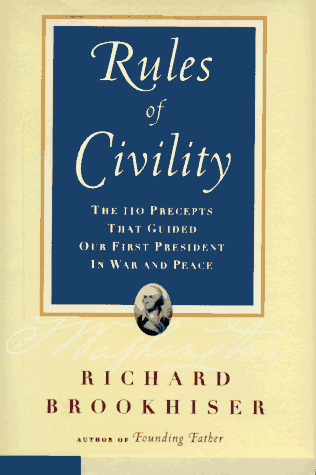 Rules
of
Civility
THE 110 PRECEPTS
THAT GUIDED
OUR FIRST PRESIDENT
IN WAR AND PEACE
G Washington
RICHARD
BROOKHISER
AUTHOR OF Founding Father